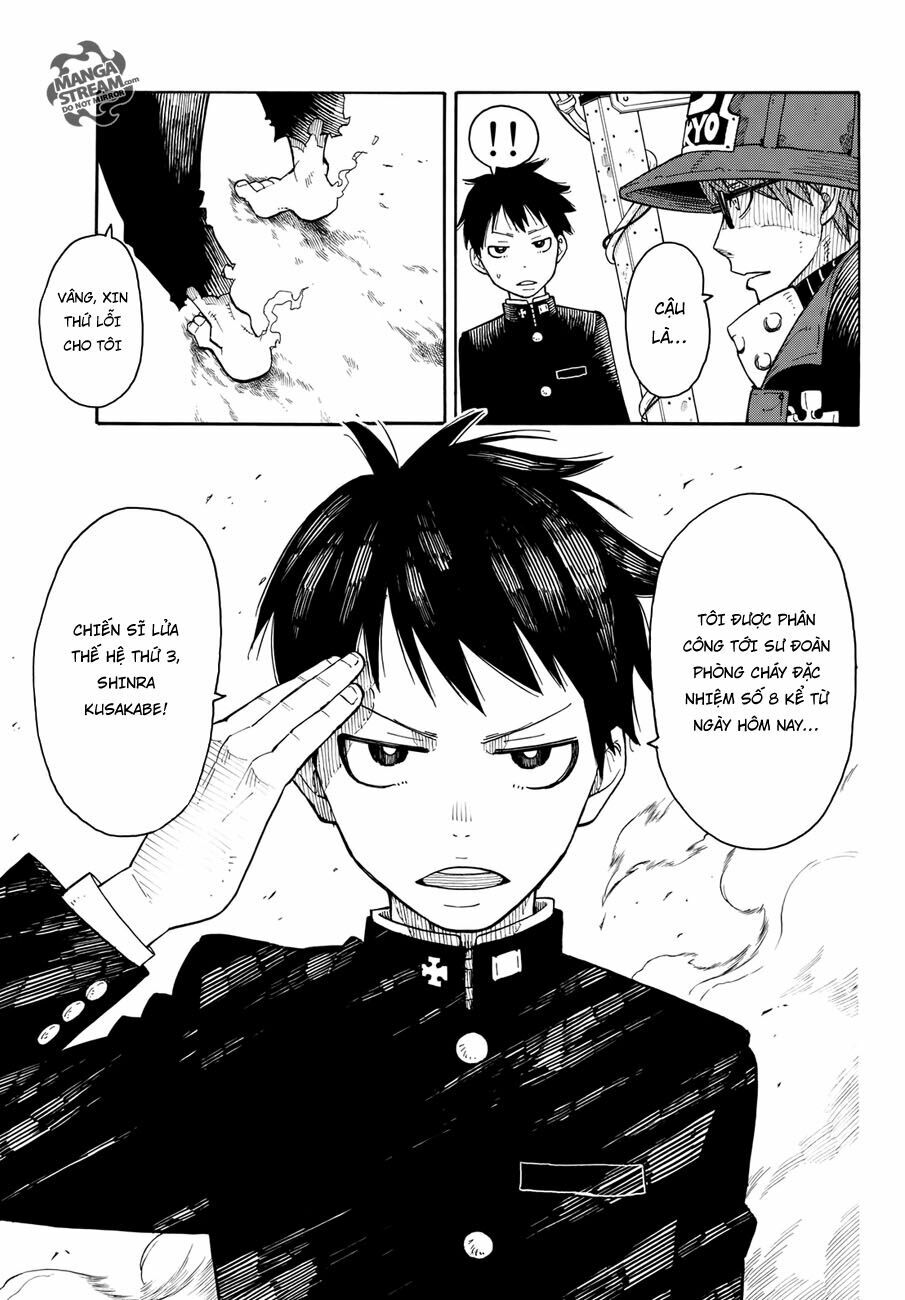 MANGA
STREAM.com
DO NOT MIRROR
!!
KYO
CẬU
LÀ...
VÂNG, XIN
THỨ LỖI
CHO TÔI
TÔI ĐƯỢC PHÂN
CÔNG TỚI SƯ ĐOÀN
PHÒNG CHÁY ĐẶC
NHIỆM SỐ 8 KỂ TỪ
NGÀY HÔM NAY...
CHIẾN SĨ LỬA
THẾ HỆ THỨ 3,
SHINRA
KUSAKABE!